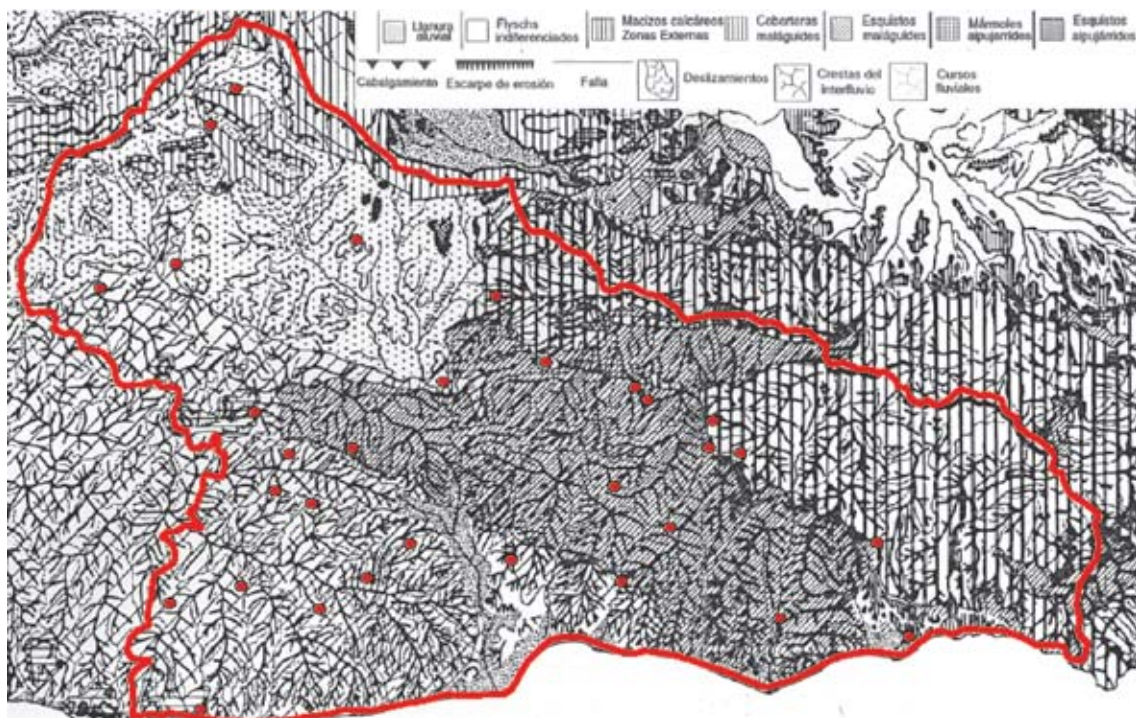 Llanura
aluvial
Flyschs
indiferenciados
Macizos calcáreos
Zonas Externas
Coberteras
maláguides
Esquistos
maláguides
Mármoles
alpujárrides
Esquistos
alpujárrides
Cabalgamiento
Escarpe de erosión
Falla
Deslizamientos
Crestas del
interfluvio
Cursos
fluviales